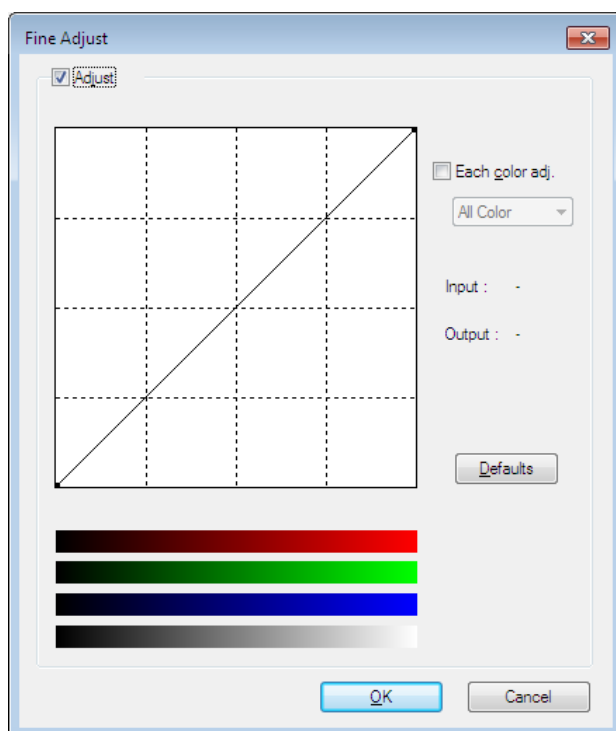 Fine Adjust
Adjust
Each color adj.
All Color
Input : -
Output : -
Defaults
OK
Cancel